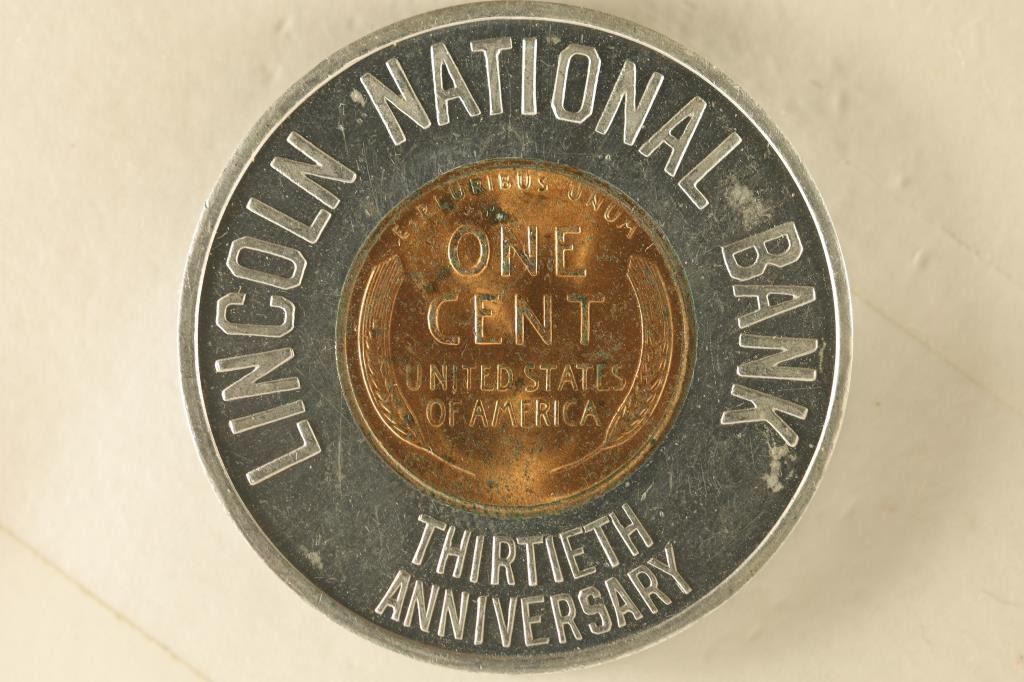 LINCOLN NATIONAL BANK
E PLURIBUS UNUM
ONE
CENT
UNITED STATES
OF AMERICA
THIRTIETH
ANNIVERSARY